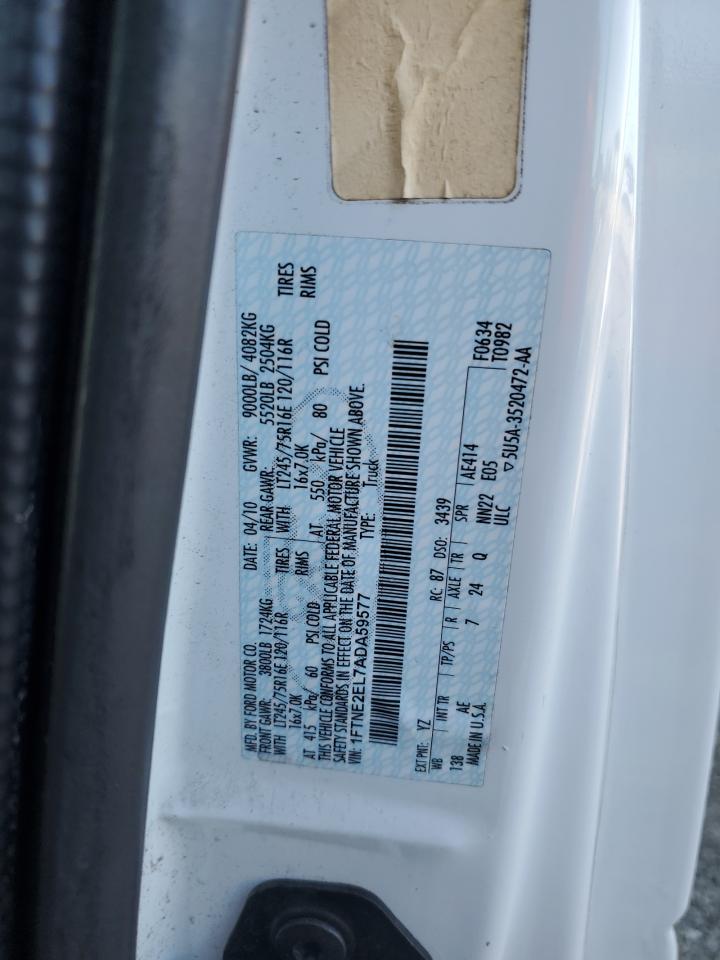 MFD. BY FORD MOTOR CO. DATE: 04/10 GVWR: 9000LB/ 4082KG
FRONT GAWR: 3800LB 1724KG REAR GAWR: 5520LB 2504KG
WITH LT245/75R16E 120/116R TIRES WITH LT245/75R16E 120/116R TIRES
16x7.0K RIMS 16x7.0K RIMS
AT 415 kPa/ 60 PSI COLD AT 550 kPa/ 80 PSI COLD
THIS VEHICLE CONFORMS TO ALL APPLICABLE FEDERAL MOTOR VEHICLE
SAFETY STANDARDS IN EFFECT ON THE DATE OF MANUFACTURE SHOWN ABOVE.
VIN: 1FTNE2EL7ADA59577 TYPE: Truck
F0634
T0982
EXT PNT: YZ RC: 87 DSO: 3439
WB INT TR TP/PS R AXLE TR SPR AE414
138 AE 7 24 Q NN22 E05
MADE IN U.S.A. ULC ▽5U5A-3520472-AA